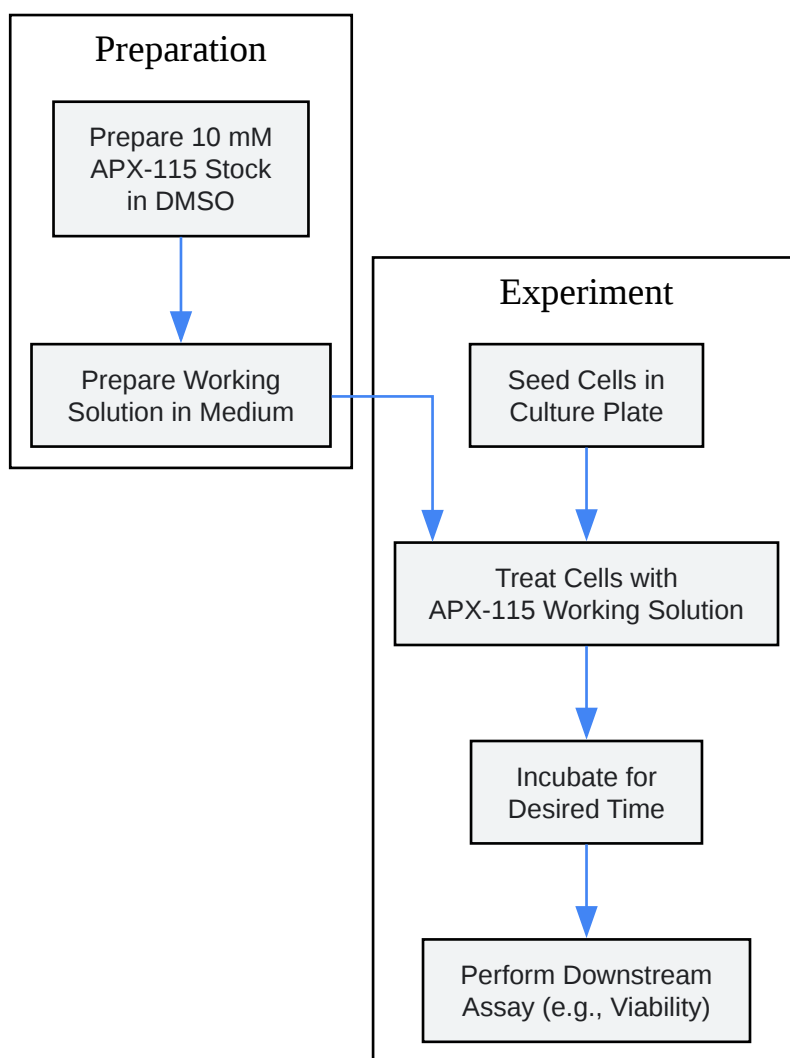 Preparation
Prepare 10 mM
APX-115 Stock
in DMSO
Prepare Working
Solution in Medium
Experiment
Seed Cells in
Culture Plate
Treat Cells with
APX-115 Working Solution
Incubate for
Desired Time
Perform Downstream
Assay (e.g., Viability)